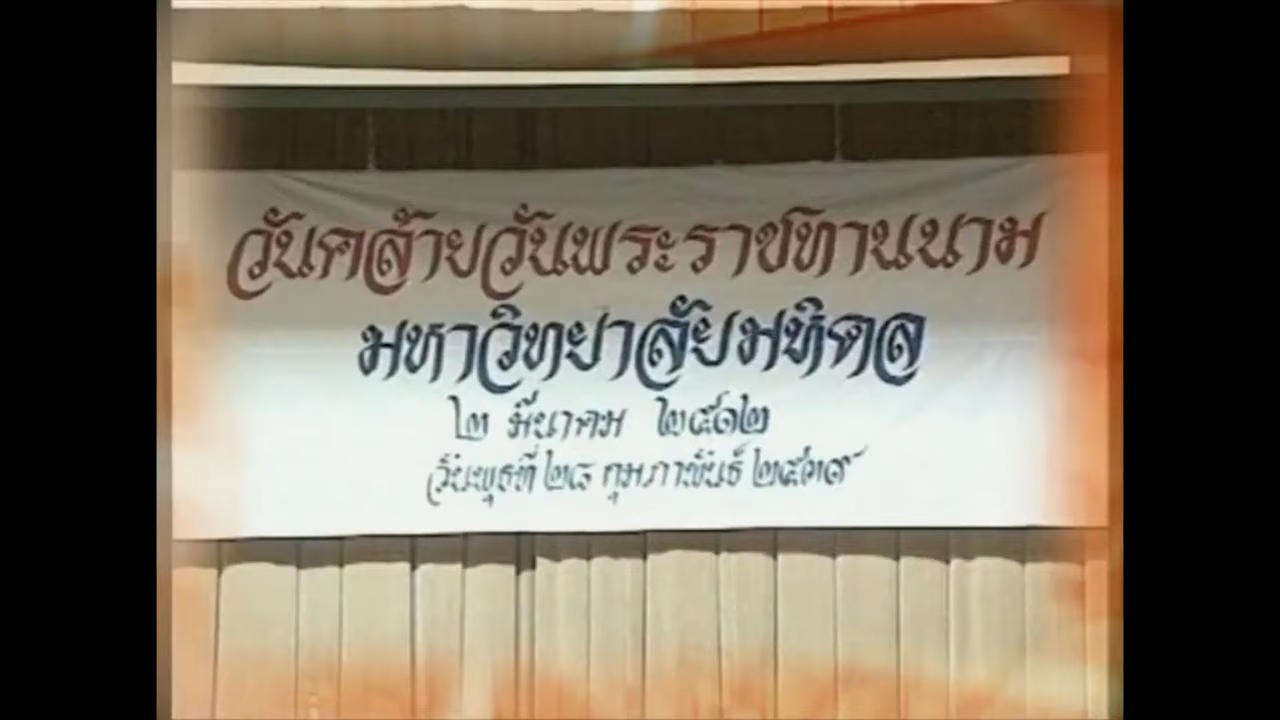 วันคล้ายวันพระราชทานนาม
มหาวิทยาลัยมหิดล
๒ มีนาคม ๒๕๑๒
วันพุธที่ ๒๘ กุมภาพันธ์ ๒๕๓๙